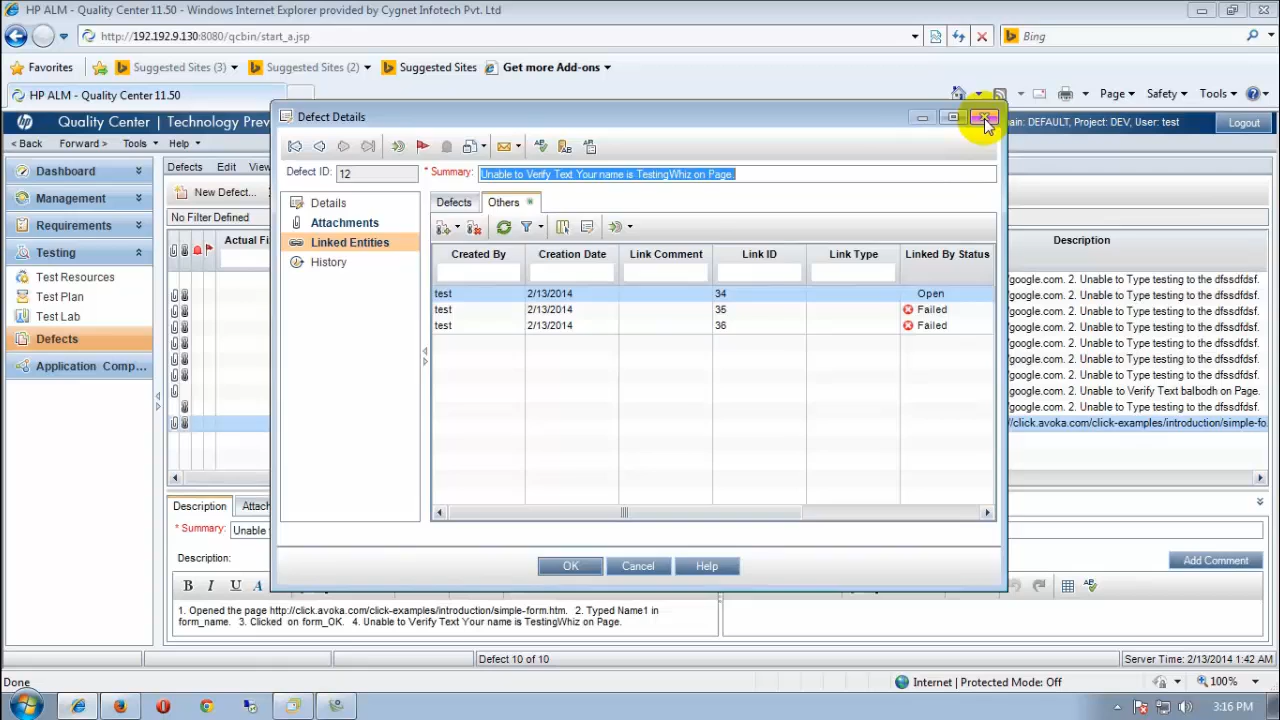 HP ALM - Quality Center 11.50 - Windows Internet Explorer provided by Cygnet Infotech Pvt. Ltd
http://192.192.9.130:8080/qcbin/start_a.jsp
Bing
Favorites
Suggested Sites (3)
Suggested Sites (2)
Suggested Sites
Get more Add-ons
HP ALM - Quality Center 11.50
Page
Safety
Tools
Quality Center | Technology Prev
ain: DEFAULT, Project: DEV, User: test
Logout
< Back
Forward >
Tools
Help
Dashboard
Management
Requirements
Testing
Test Resources
Test Plan
Test Lab
Defects
Application Comp...
Defects
Edit
View
New Defect...
No Filter Defined
Actual Fi
Defect Details
Defect ID:
12
* Summary:
Unable to Verify Text Your name is TestingWhiz on Page.
Details
Attachments
Linked Entities
History
Defects
Others
Created By
Creation Date
Link Comment
Link ID
Link Type
Linked By Status
test 2/13/2014 34 Open
test 2/13/2014 35 Failed
test 2/13/2014 36 Failed
OK
Cancel
Help
Description
/google.com. 2. Unable to Type testing to the dfssdfdsf.
/google.com. 2. Unable to Type testing to the dfssdfdsf.
/google.com. 2. Unable to Type testing to the dfssdfdsf.
/google.com. 2. Unable to Type testing to the dfssdfdsf.
/google.com. 2. Unable to Type testing to the dfssdfdsf.
/google.com. 2. Unable to Type testing to the dfssdfdsf.
/google.com. 2. Unable to Type testing to the dfssdfdsf.
/google.com. 2. Unable to Verify Text balbodh on Page.
/google.com. 2. Unable to Type testing to the dfssdfdsf.
//click.avoka.com/click-examples/introduction/simple-fo
Description
Attach
* Summary:
Unable
Description:
Add Comment
B I U A
1. Opened the page http://click.avoka.com/click-examples/introduction/simple-form.htm. 2. Typed Name1 in
form_name. 3. Clicked on form_OK. 4. Unable to Verify Text Your name is TestingWhiz on Page.
Defect 10 of 10
Server Time: 2/13/2014 1:42 AM
Done
Internet | Protected Mode: Off
100%
3:16 PM